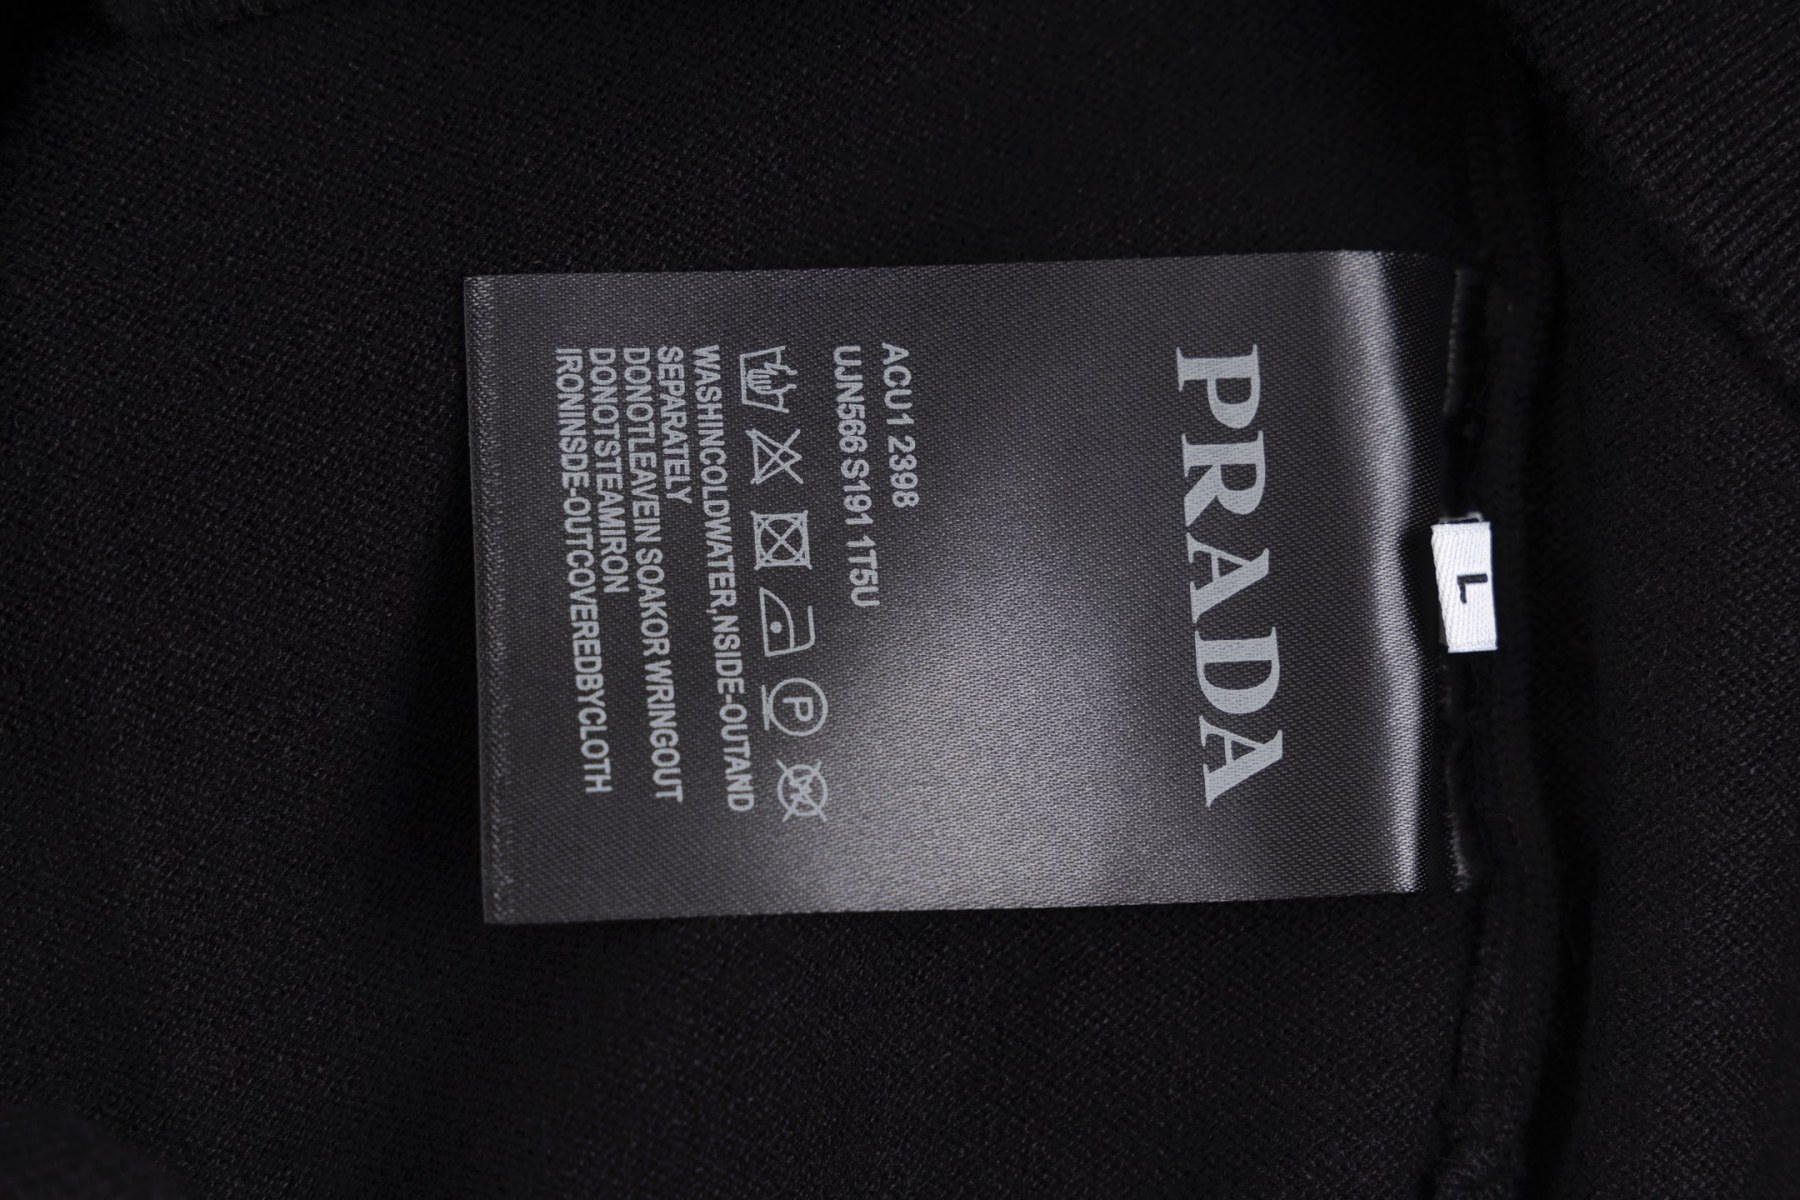 L
PRADA
ACU1 2398
UJN566 S191 1T5U
P
WASHINCOLDWATER,NSIDE-OUTAND
SEPARATELY
DONOTLEAVEIN SOAKOR WRINGOUT
DONOTSTEAMIRON
IRONINSDE-OUTCOVEREDBYCLOTH